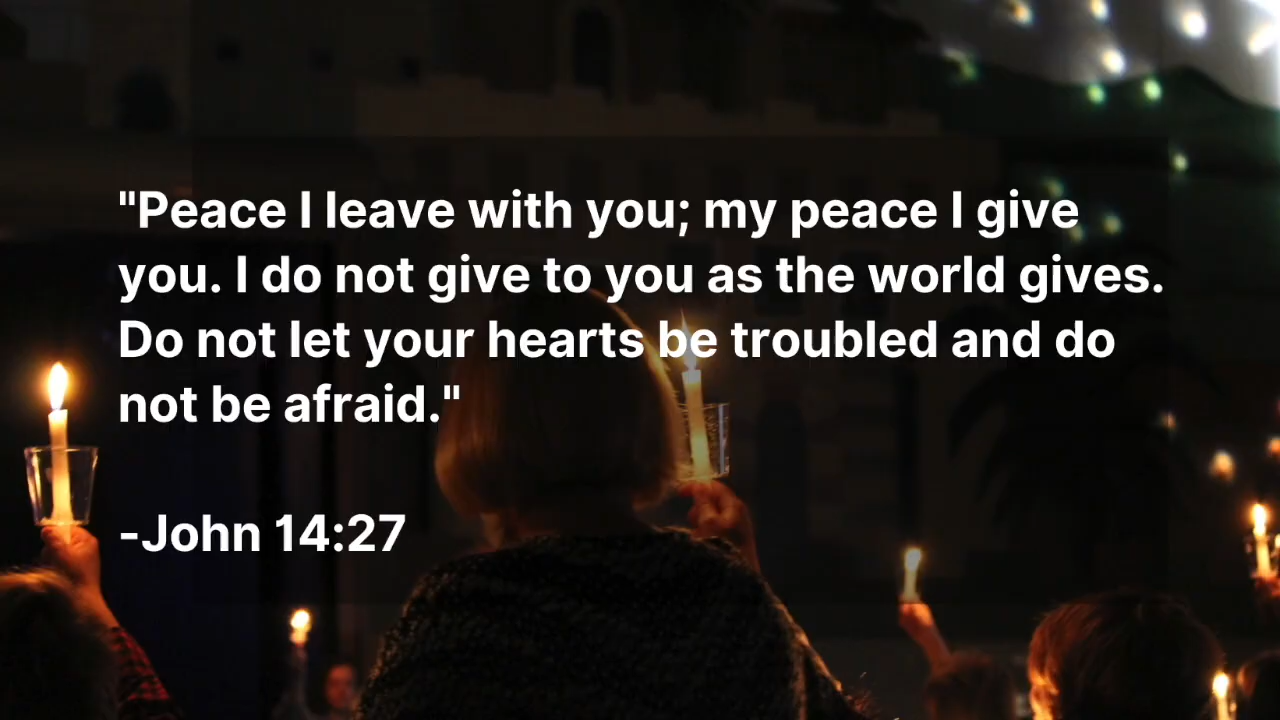 "Peace I leave with you; my peace I give
you. I do not give to you as the world gives.
Do not let your hearts be troubled and do
not be afraid."
-John 14:27